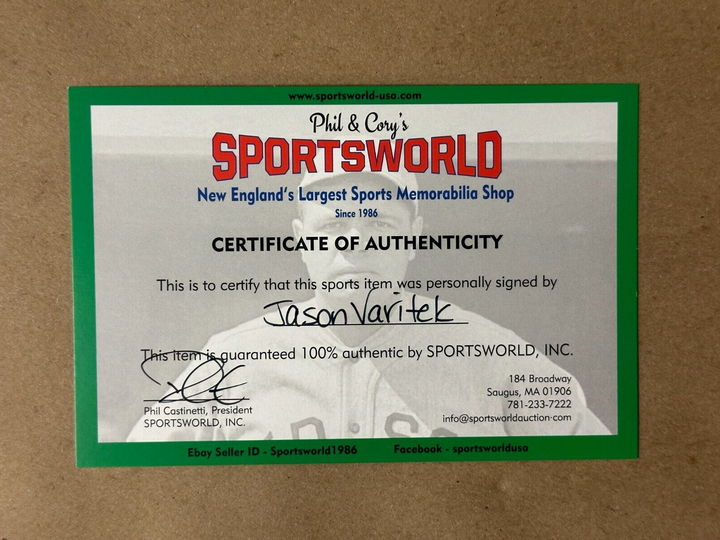 www.sportsworld-usa.com
Phil & Cory's
SPORTSWORLD
New England's Largest Sports Memorabilia Shop
Since 1986
CERTIFICATE OF AUTHENTICITY
This is to certify that this sports item was personally signed by
Jason Varitek
This item is guaranteed 100% authentic by SPORTSWORLD, INC.
Phil Castinetti, President
SPORTSWORLD, INC.
184 Broadway
Saugus, MA 01906
781-233-7222
info@sportsworldauction.com
Ebay Seller ID - Sportsworld1986
Facebook - sportsworldusa